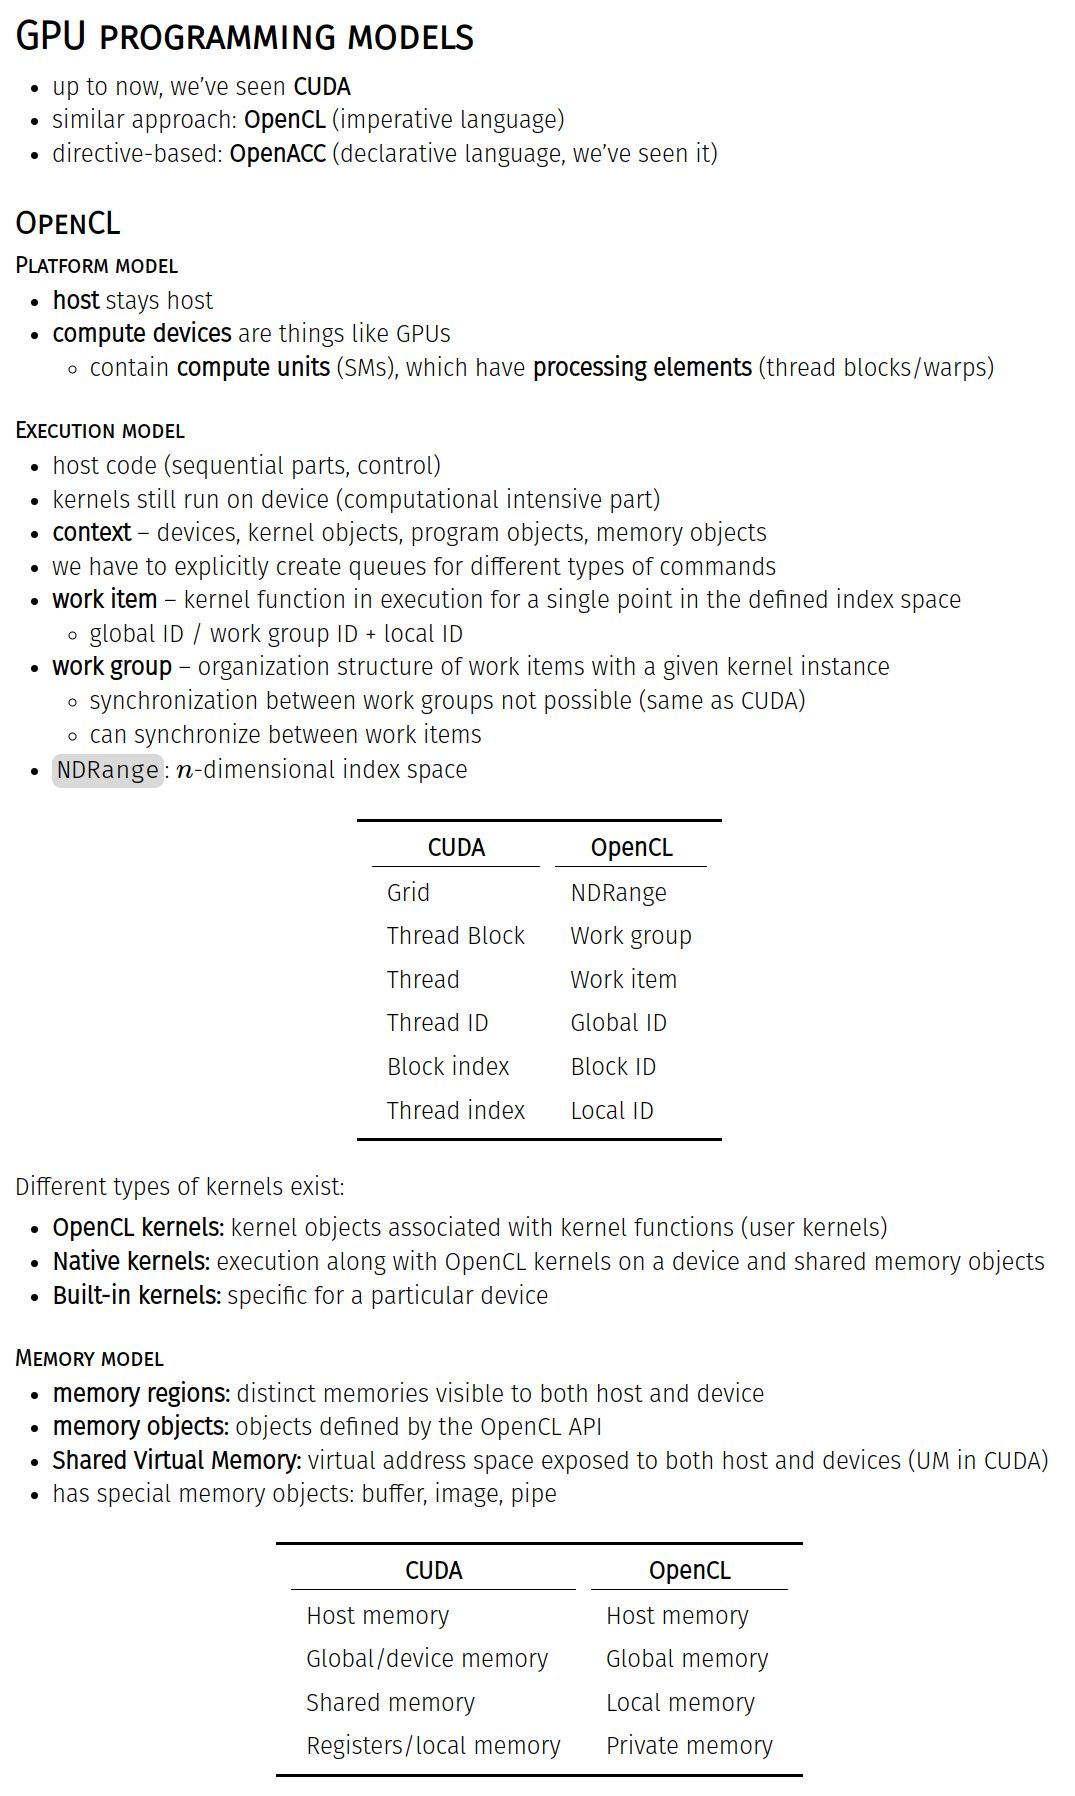 GPU programming models
• up to now, we've seen CUDA
• similar approach: OpenCL (imperative language)
• directive-based: OpenACC (declarative language, we've seen it)
OpenCL
Platform model
• host stays host
• compute devices are things like GPUs
◦ contain compute units (SMs), which have processing elements (thread blocks/warps)
Execution model
• host code (sequential parts, control)
• kernels still run on device (computational intensive part)
• context – devices, kernel objects, program objects, memory objects
• we have to explicitly create queues for different types of commands
• work item – kernel function in execution for a single point in the defined index space
◦ global ID / work group ID + local ID
• work group – organization structure of work items with a given kernel instance
◦ synchronization between work groups not possible (same as CUDA)
◦ can synchronize between work items
• NDRange: n-dimensional index space
CUDA OpenCL
Grid NDRange
Thread Block Work group
Thread Work item
Thread ID Global ID
Block index Block ID
Thread index Local ID
Different types of kernels exist:
• OpenCL kernels: kernel objects associated with kernel functions (user kernels)
• Native kernels: execution along with OpenCL kernels on a device and shared memory objects
• Built-in kernels: specific for a particular device
Memory model
• memory regions: distinct memories visible to both host and device
• memory objects: objects defined by the OpenCL API
• Shared Virtual Memory: virtual address space exposed to both host and devices (UM in CUDA)
• has special memory objects: buffer, image, pipe
CUDA OpenCL
Host memory Host memory
Global/device memory Global memory
Shared memory Local memory
Registers/local memory Private memory